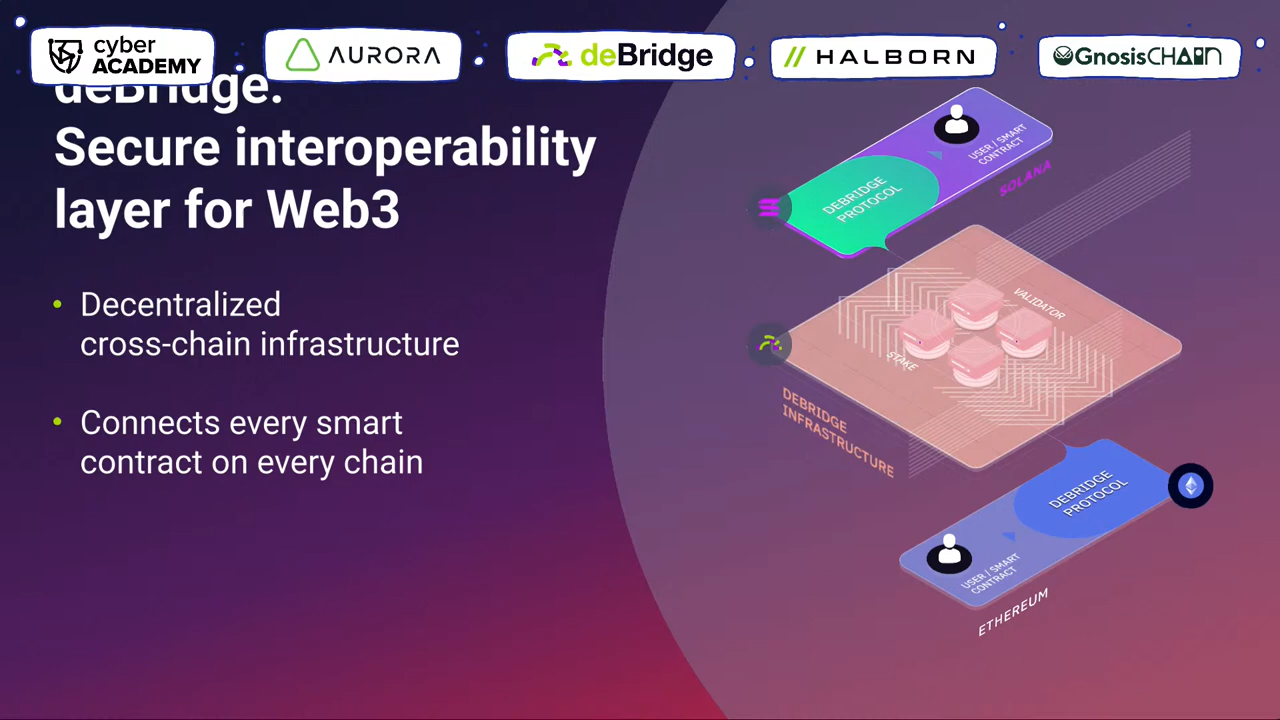 cyber
ACADEMY
AURORA
deBridge
HALBORN
GnosisCHAIN
deBridge.
Secure interoperability
layer for Web3
• Decentralized
cross-chain infrastructure
• Connects every smart
contract on every chain
USER / SMART
CONTRACT
DEBRIDGE
PROTOCOL
SOLANA
VALIDATOR
STAKE
DEBRIDGE
INFRASTRUCTURE
DEBRIDGE
PROTOCOL
USER / SMART
CONTRACT
ETHEREUM